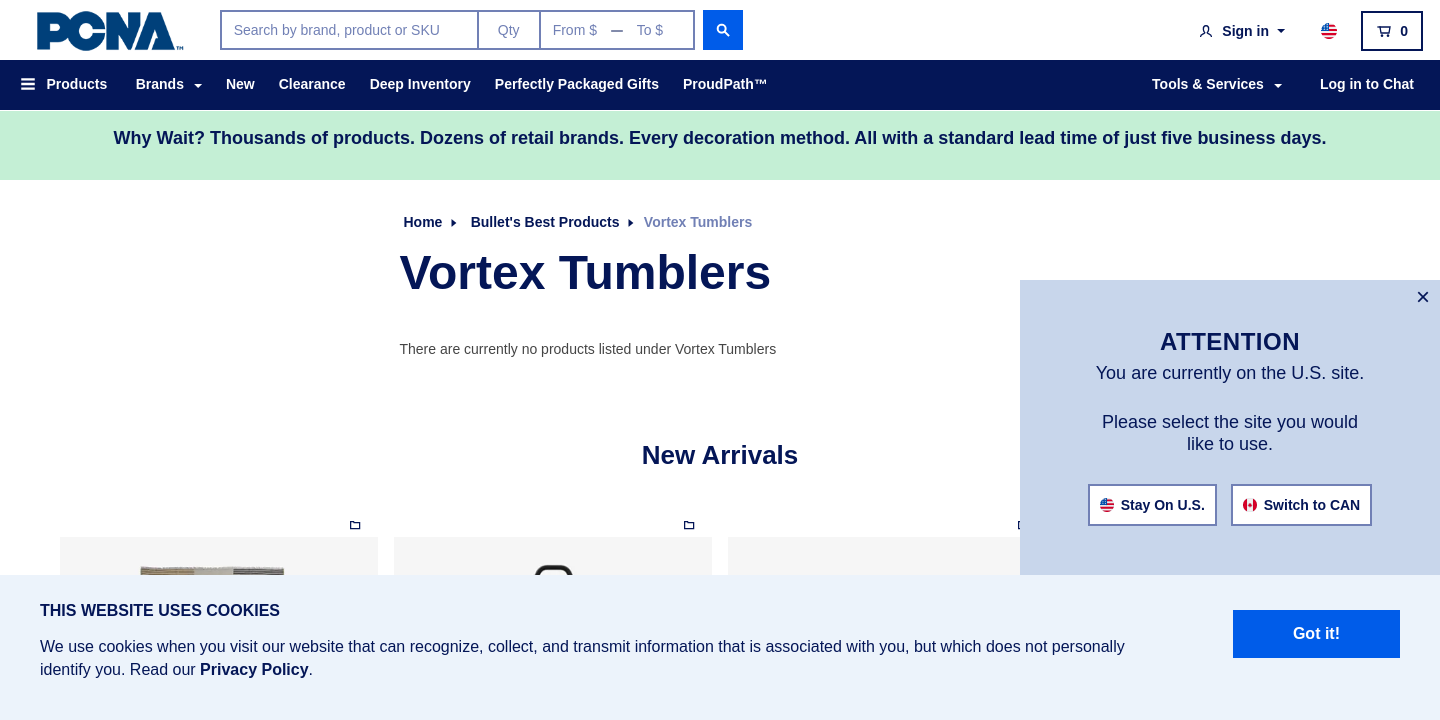 PCNA™
Search by brand, product or SKU
Qty
From $
To $
Sign in
0
Products
Brands
New
Clearance
Deep Inventory
Perfectly Packaged Gifts
ProudPath™
Tools & Services
Log in to Chat
Why Wait? Thousands of products. Dozens of retail brands. Every decoration method. All with a standard lead time of just five business days.
Home
Bullet's Best Products
Vortex Tumblers
Vortex Tumblers
There are currently no products listed under Vortex Tumblers
New Arrivals
ATTENTION
You are currently on the U.S. site.
Please select the site you would
like to use.
Stay On U.S.
Switch to CAN
THIS WEBSITE USES COOKIES
We use cookies when you visit our website that can recognize, collect, and transmit information that is associated with you, but which does not personally
identify you. Read our Privacy Policy.
Got it!